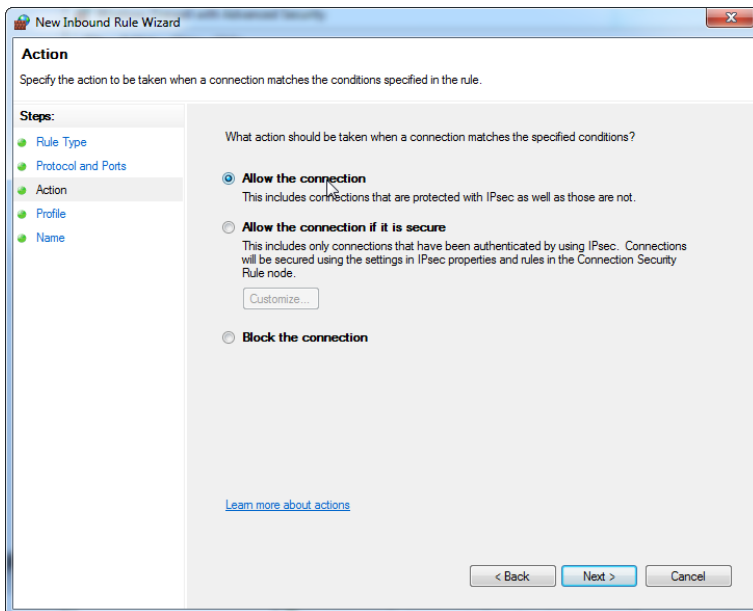 with Advanced Security
New Inbound Rule Wizard
Action
Specify the action to be taken when a connection matches the conditions specified in the rule.
Steps:
Rule Type
Protocol and Ports
Action
Profile
Name
What action should be taken when a connection matches the specified conditions?
Allow the connection
This includes connections that are protected with IPsec as well as those are not.
Allow the connection if it is secure
This includes only connections that have been authenticated by using IPsec. Connections
will be secured using the settings in IPsec properties and rules in the Connection Security
Rule node.
Customize...
Block the connection
Learn more about actions
< Back
Next >
Cancel